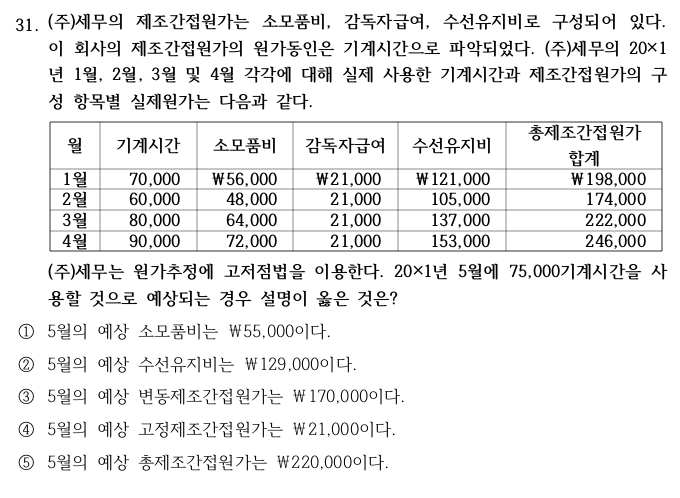 31. (주)세무의 제조간접원가는 소모품비, 감독자급여, 수선유지비로 구성되어 있다.
이 회사의 제조간접원가의 원가동인은 기계시간으로 파악되었다. (주)세무의 20×1
년 1월, 2월, 3월 및 4월 각각에 대해 실제 사용한 기계시간과 제조간접원가의 구
성 항목별 실제원가는 다음과 같다.
월 기계시간 소모품비 감독자급여 수선유지비 총제조간접원가
합계
1월 70,000 ₩56,000 ₩21,000 ₩121,000 ₩198,000
2월 60,000 48,000 21,000 105,000 174,000
3월 80,000 64,000 21,000 137,000 222,000
4월 90,000 72,000 21,000 153,000 246,000
(주)세무는 원가추정에 고저점법을 이용한다. 20×1년 5월에 75,000기계시간을 사
용할 것으로 예상되는 경우 설명이 옳은 것은?
① 5월의 예상 소모품비는 ₩55,000이다.
② 5월의 예상 수선유지비는 ₩129,000이다.
③ 5월의 예상 변동제조간접원가는 ₩170,000이다.
④ 5월의 예상 고정제조간접원가는 ₩21,000이다.
⑤ 5월의 예상 총제조간접원가는 ₩220,000이다.